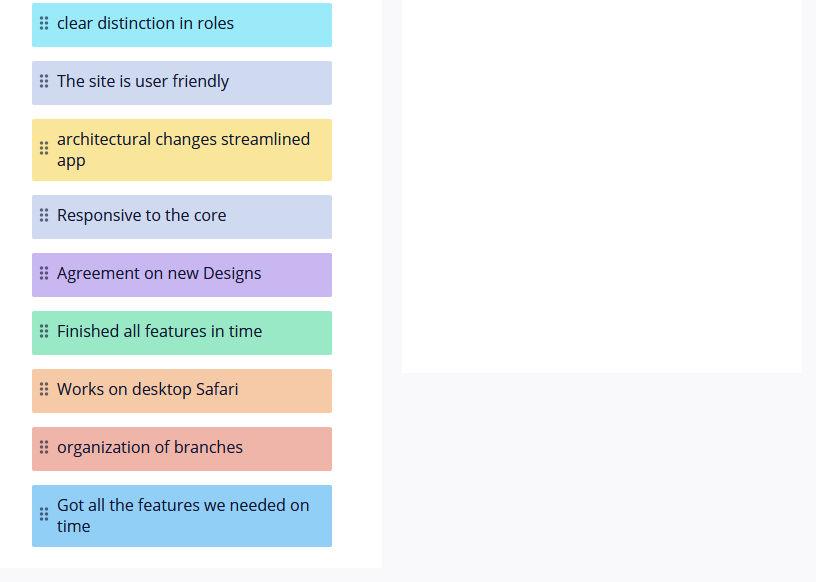 clear distinction in roles
The site is user friendly
architectural changes streamlined
app
Responsive to the core
Agreement on new Designs
Finished all features in time
Works on desktop Safari
organization of branches
Got all the features we needed on
time